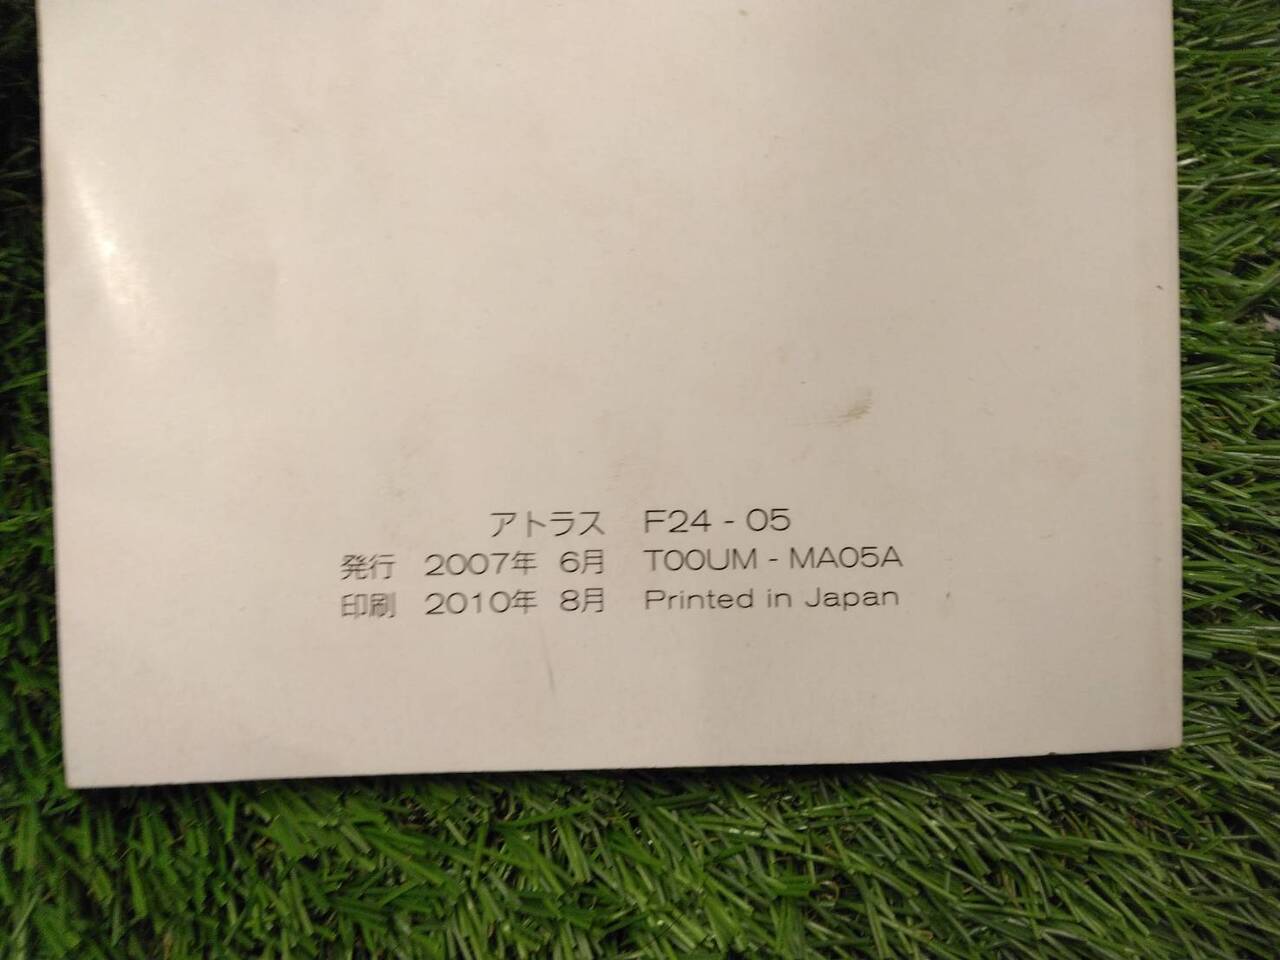 アトラス F24 - 05
発行 2007年 6月 T00UM - MA05A
印刷 2010年 8月 Printed in Japan